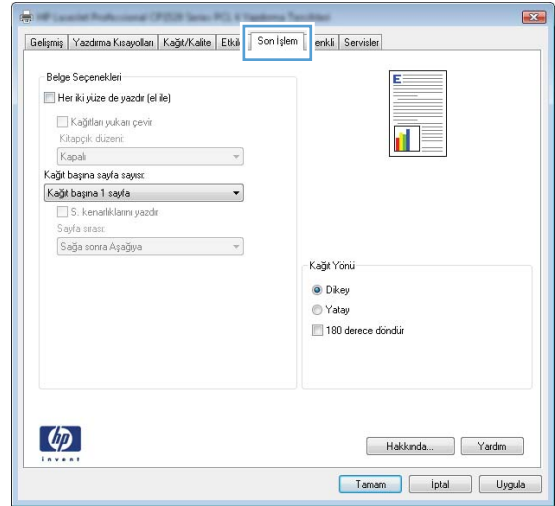 Gelişmiş Yazdırma Kısayolları Kağıt/Kalite Etkil Son İşlem enkli Servisler
Belge Seçenekleri
Her iki yüze de yazdır (el ile)
Kağıtları yukarı çevir
Kitapçık düzeni:
Kapalı
Kağıt başına sayfa sayısı:
Kağıt başına 1 sayfa
S. kenarlıklarını yazdır
Sayfa sırası:
Sağa sonra Aşağıya
E
Kağıt Yönü
Dikey
Yatay
180 derece döndür
hp
invent
Hakkında... Yardım
Tamam İptal Uygula